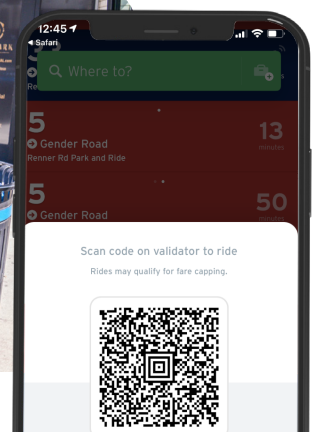 12:45
Safari
Where to?
5
Gender Road
Renner Rd Park and Ride
13
minutes
5
Gender Road
50
minutes
Scan code on validator to ride
Rides may qualify for fare capping.